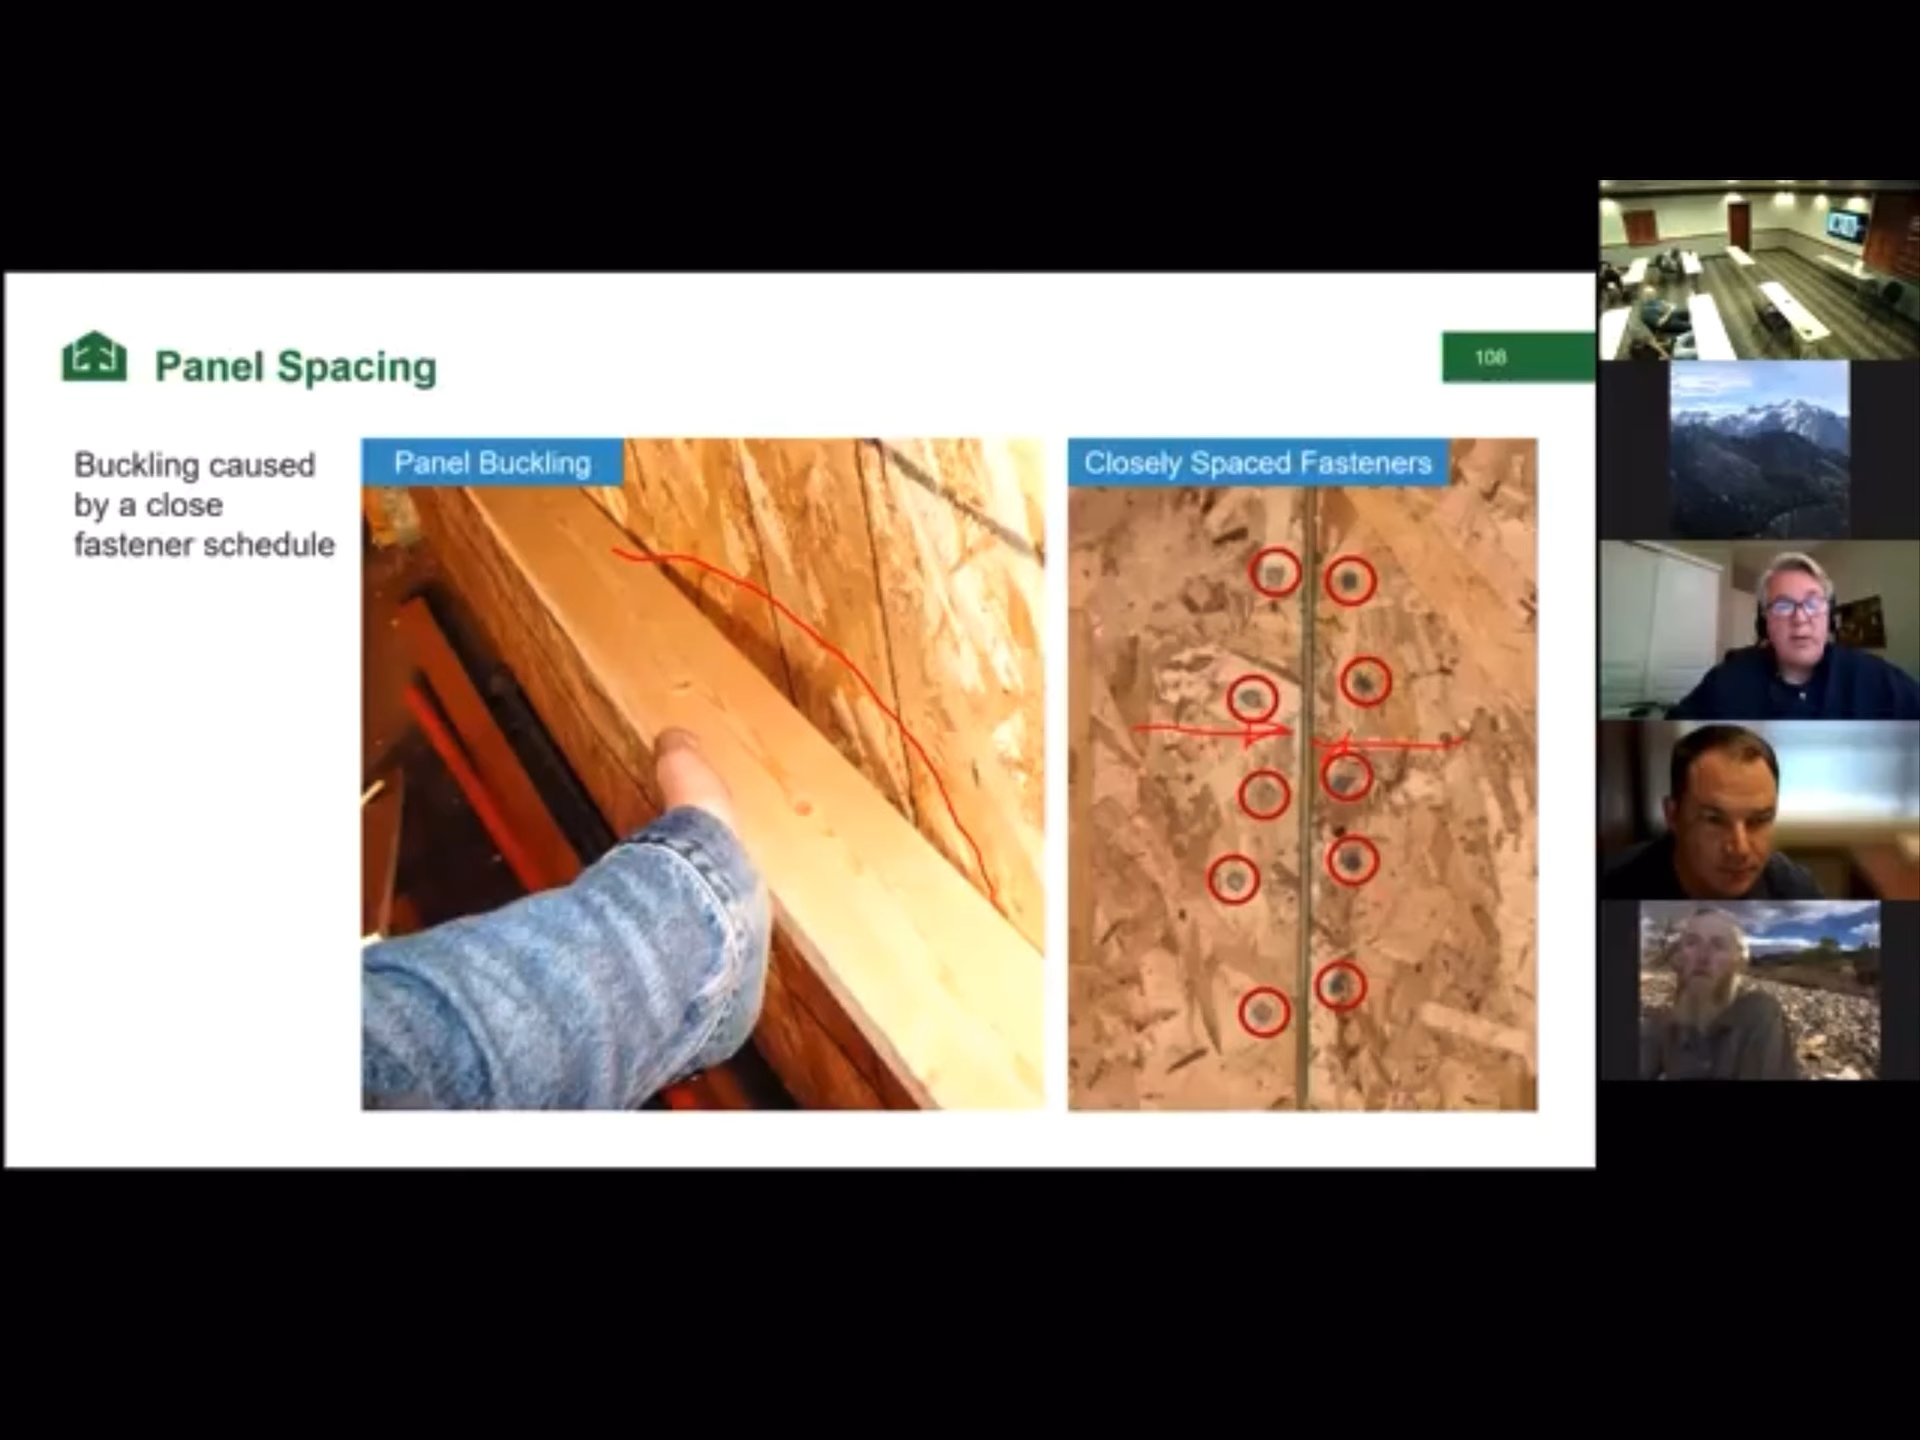 Panel Spacing
108
Buckling caused
by a close
fastener schedule
Panel Buckling
Closely Spaced Fasteners